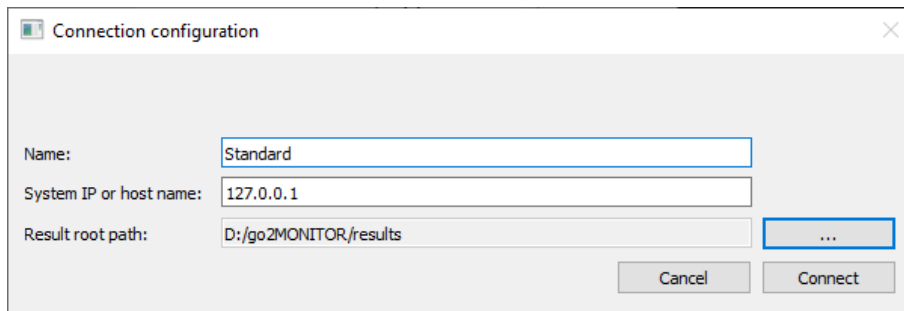 Connection configuration
Name: Standard
System IP or host name: 127.0.0.1
Result root path: D:/go2MONITOR/results ...
Cancel Connect